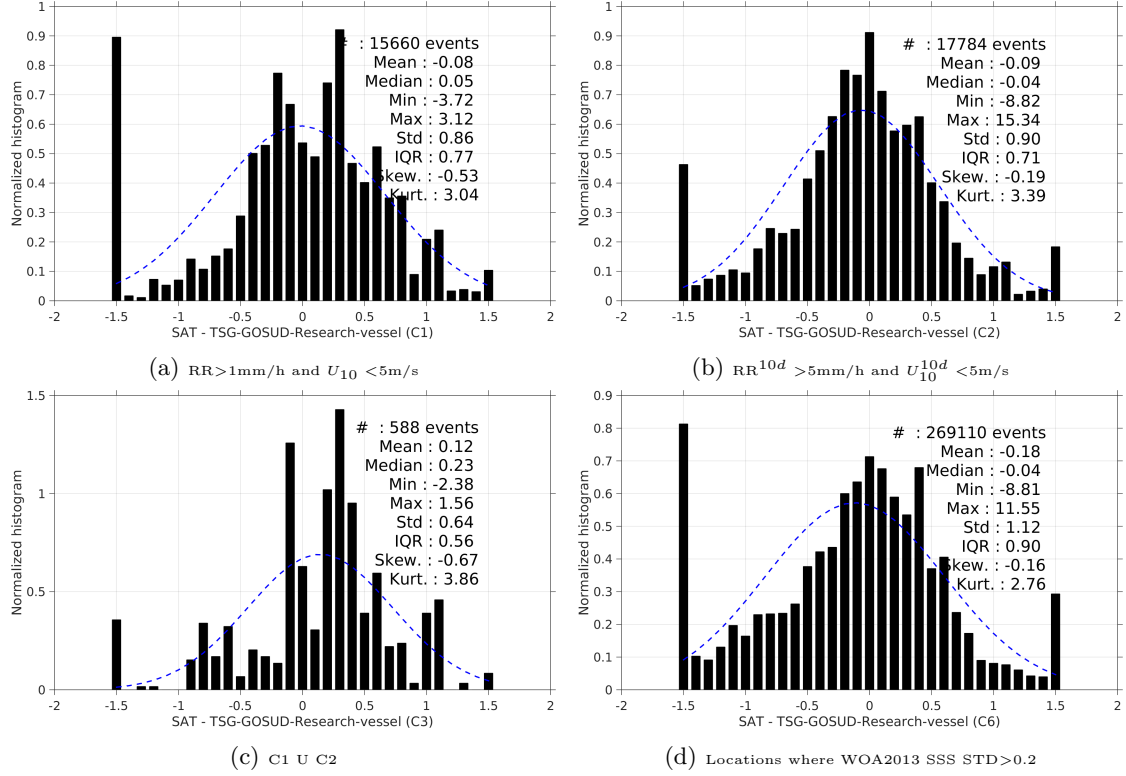 1
0.9
0.8
0.7
0.6
0.5
0.4
0.3
0.2
0.1
0
Normalized histogram
# : 15660 events
Mean : -0.08
Median : 0.05
Min : -3.72
Max : 3.12
Std : 0.86
IQR : 0.77
Skew. : -0.53
Kurt. : 3.04
-2 -1.5 -1 -0.5 0 0.5 1 1.5 2
SAT - TSG-GOSUD-Research-vessel (C1)
(a) RR>1mm/h and U10 <5m/s
1
0.9
0.8
0.7
0.6
0.5
0.4
0.3
0.2
0.1
0
Normalized histogram
# : 17784 events
Mean : -0.09
Median : -0.04
Min : -8.82
Max : 15.34
Std : 0.90
IQR : 0.71
Skew. : -0.19
Kurt. : 3.39
-2 -1.5 -1 -0.5 0 0.5 1 1.5 2
SAT - TSG-GOSUD-Research-vessel (C2)
(b) RR^10d >5mm/h and U10^10d <5m/s
1.5
1
0.5
0
Normalized histogram
# : 588 events
Mean : 0.12
Median : 0.23
Min : -2.38
Max : 1.56
Std : 0.64
IQR : 0.56
Skew. : -0.67
Kurt. : 3.86
-2 -1.5 -1 -0.5 0 0.5 1 1.5 2
SAT - TSG-GOSUD-Research-vessel (C3)
(c) C1 U C2
0.9
0.8
0.7
0.6
0.5
0.4
0.3
0.2
0.1
0
Normalized histogram
# : 269110 events
Mean : -0.18
Median : -0.04
Min : -8.81
Max : 11.55
Std : 1.12
IQR : 0.90
Skew. : -0.16
Kurt. : 2.76
-2 -1.5 -1 -0.5 0 0.5 1 1.5 2
SAT - TSG-GOSUD-Research-vessel (C6)
(d) Locations where WOA2013 SSS STD>0.2